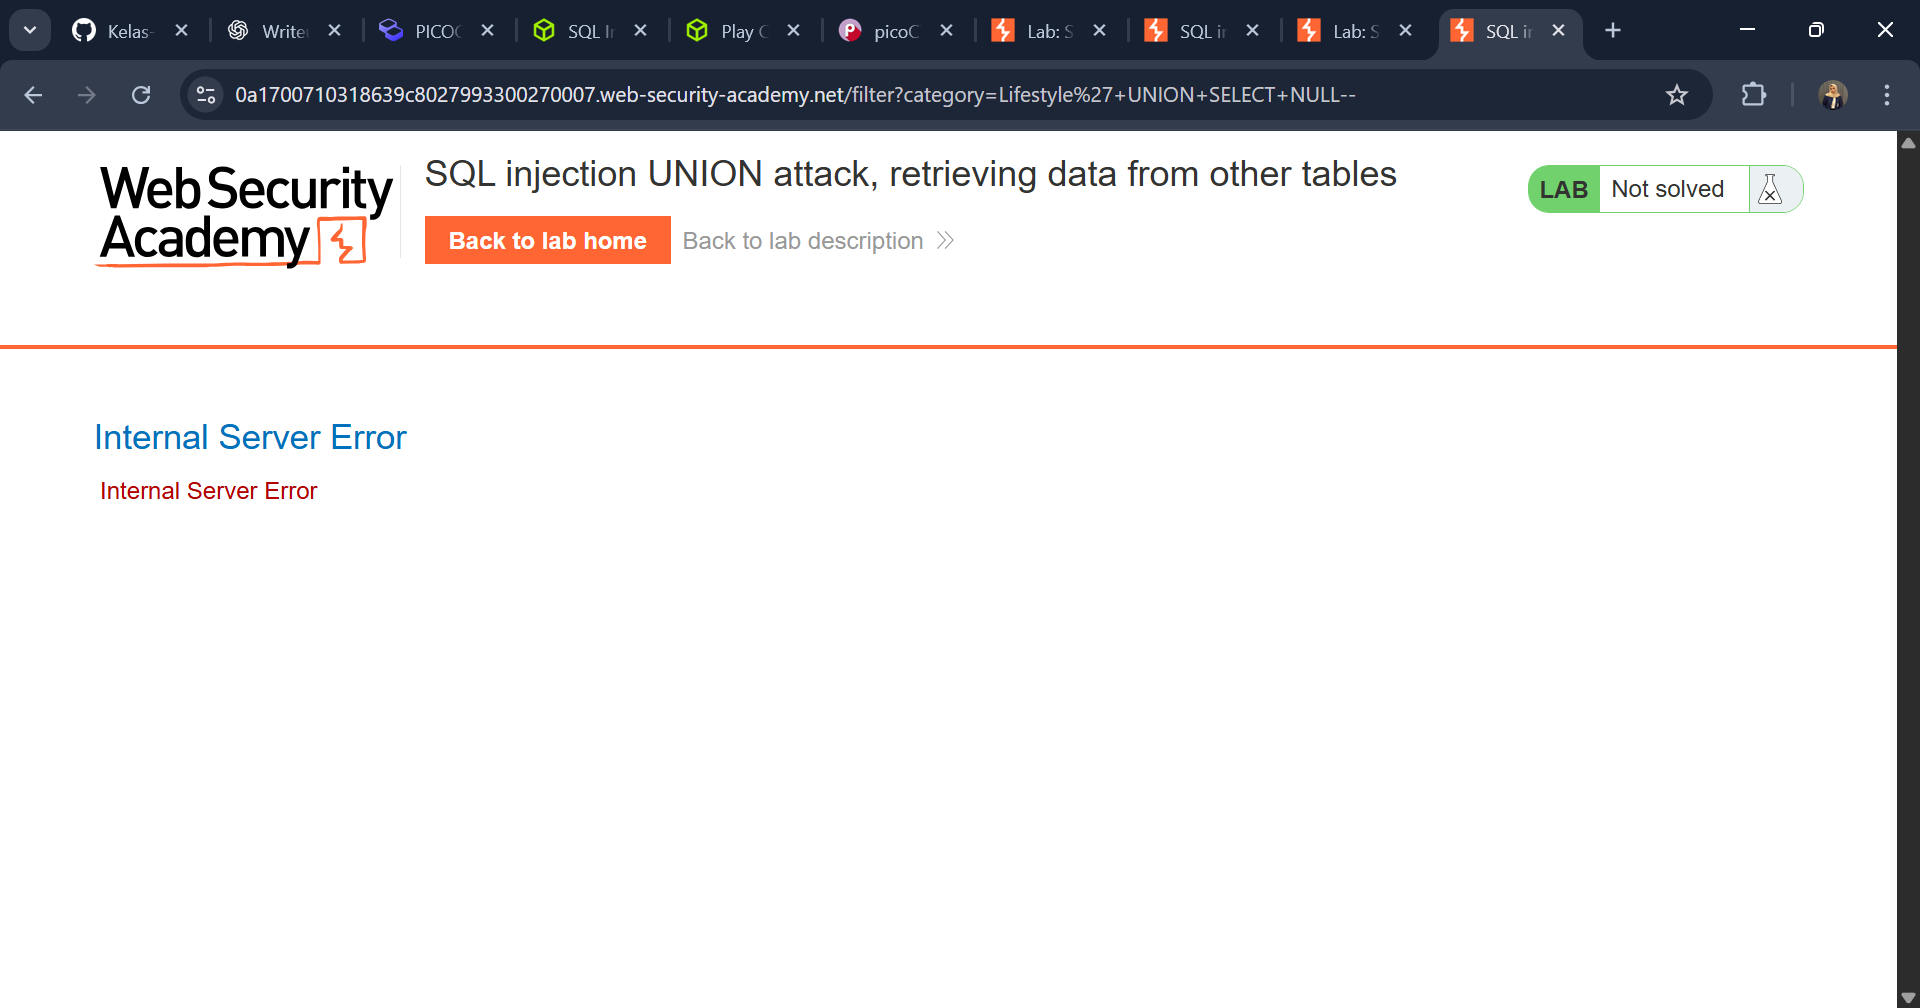 Kelas-
Write
PICOC
SQL I
Play C
picoC
Lab: S
SQL i
Lab: S
SQL i
0a1700710318639c8027993300270007.web-security-academy.net/filter?category=Lifestyle%27+UNION+SELECT+NULL--
Web Security
Academy
SQL injection UNION attack, retrieving data from other tables
Back to lab home
Back to lab description
LAB
Not solved
Internal Server Error
Internal Server Error